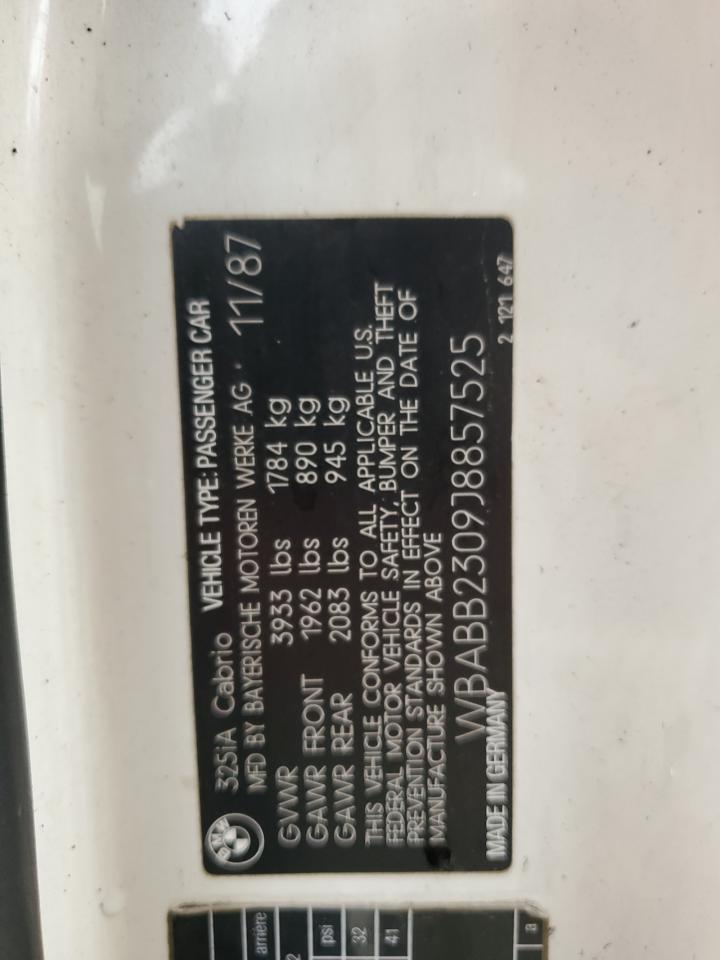 BMW
325iA Cabrio VEHICLE TYPE: PASSENGER CAR
MFD BY BAYERISCHE MOTOREN WERKE AG · 11/87
GVWR 3933 lbs 1784 kg
GAWR FRONT 1962 lbs 890 kg
GAWR REAR 2083 lbs 945 kg
THIS VEHICLE CONFORMS TO ALL APPLICABLE U.S.
FEDERAL MOTOR VEHICLE SAFETY, BUMPER AND THEFT
PREVENTION STANDARDS IN EFFECT ON THE DATE OF
MANUFACTURE SHOWN ABOVE
WBABB2309J8857525
MADE IN GERMANY 2 121 647
arrière
psi
32
41
a